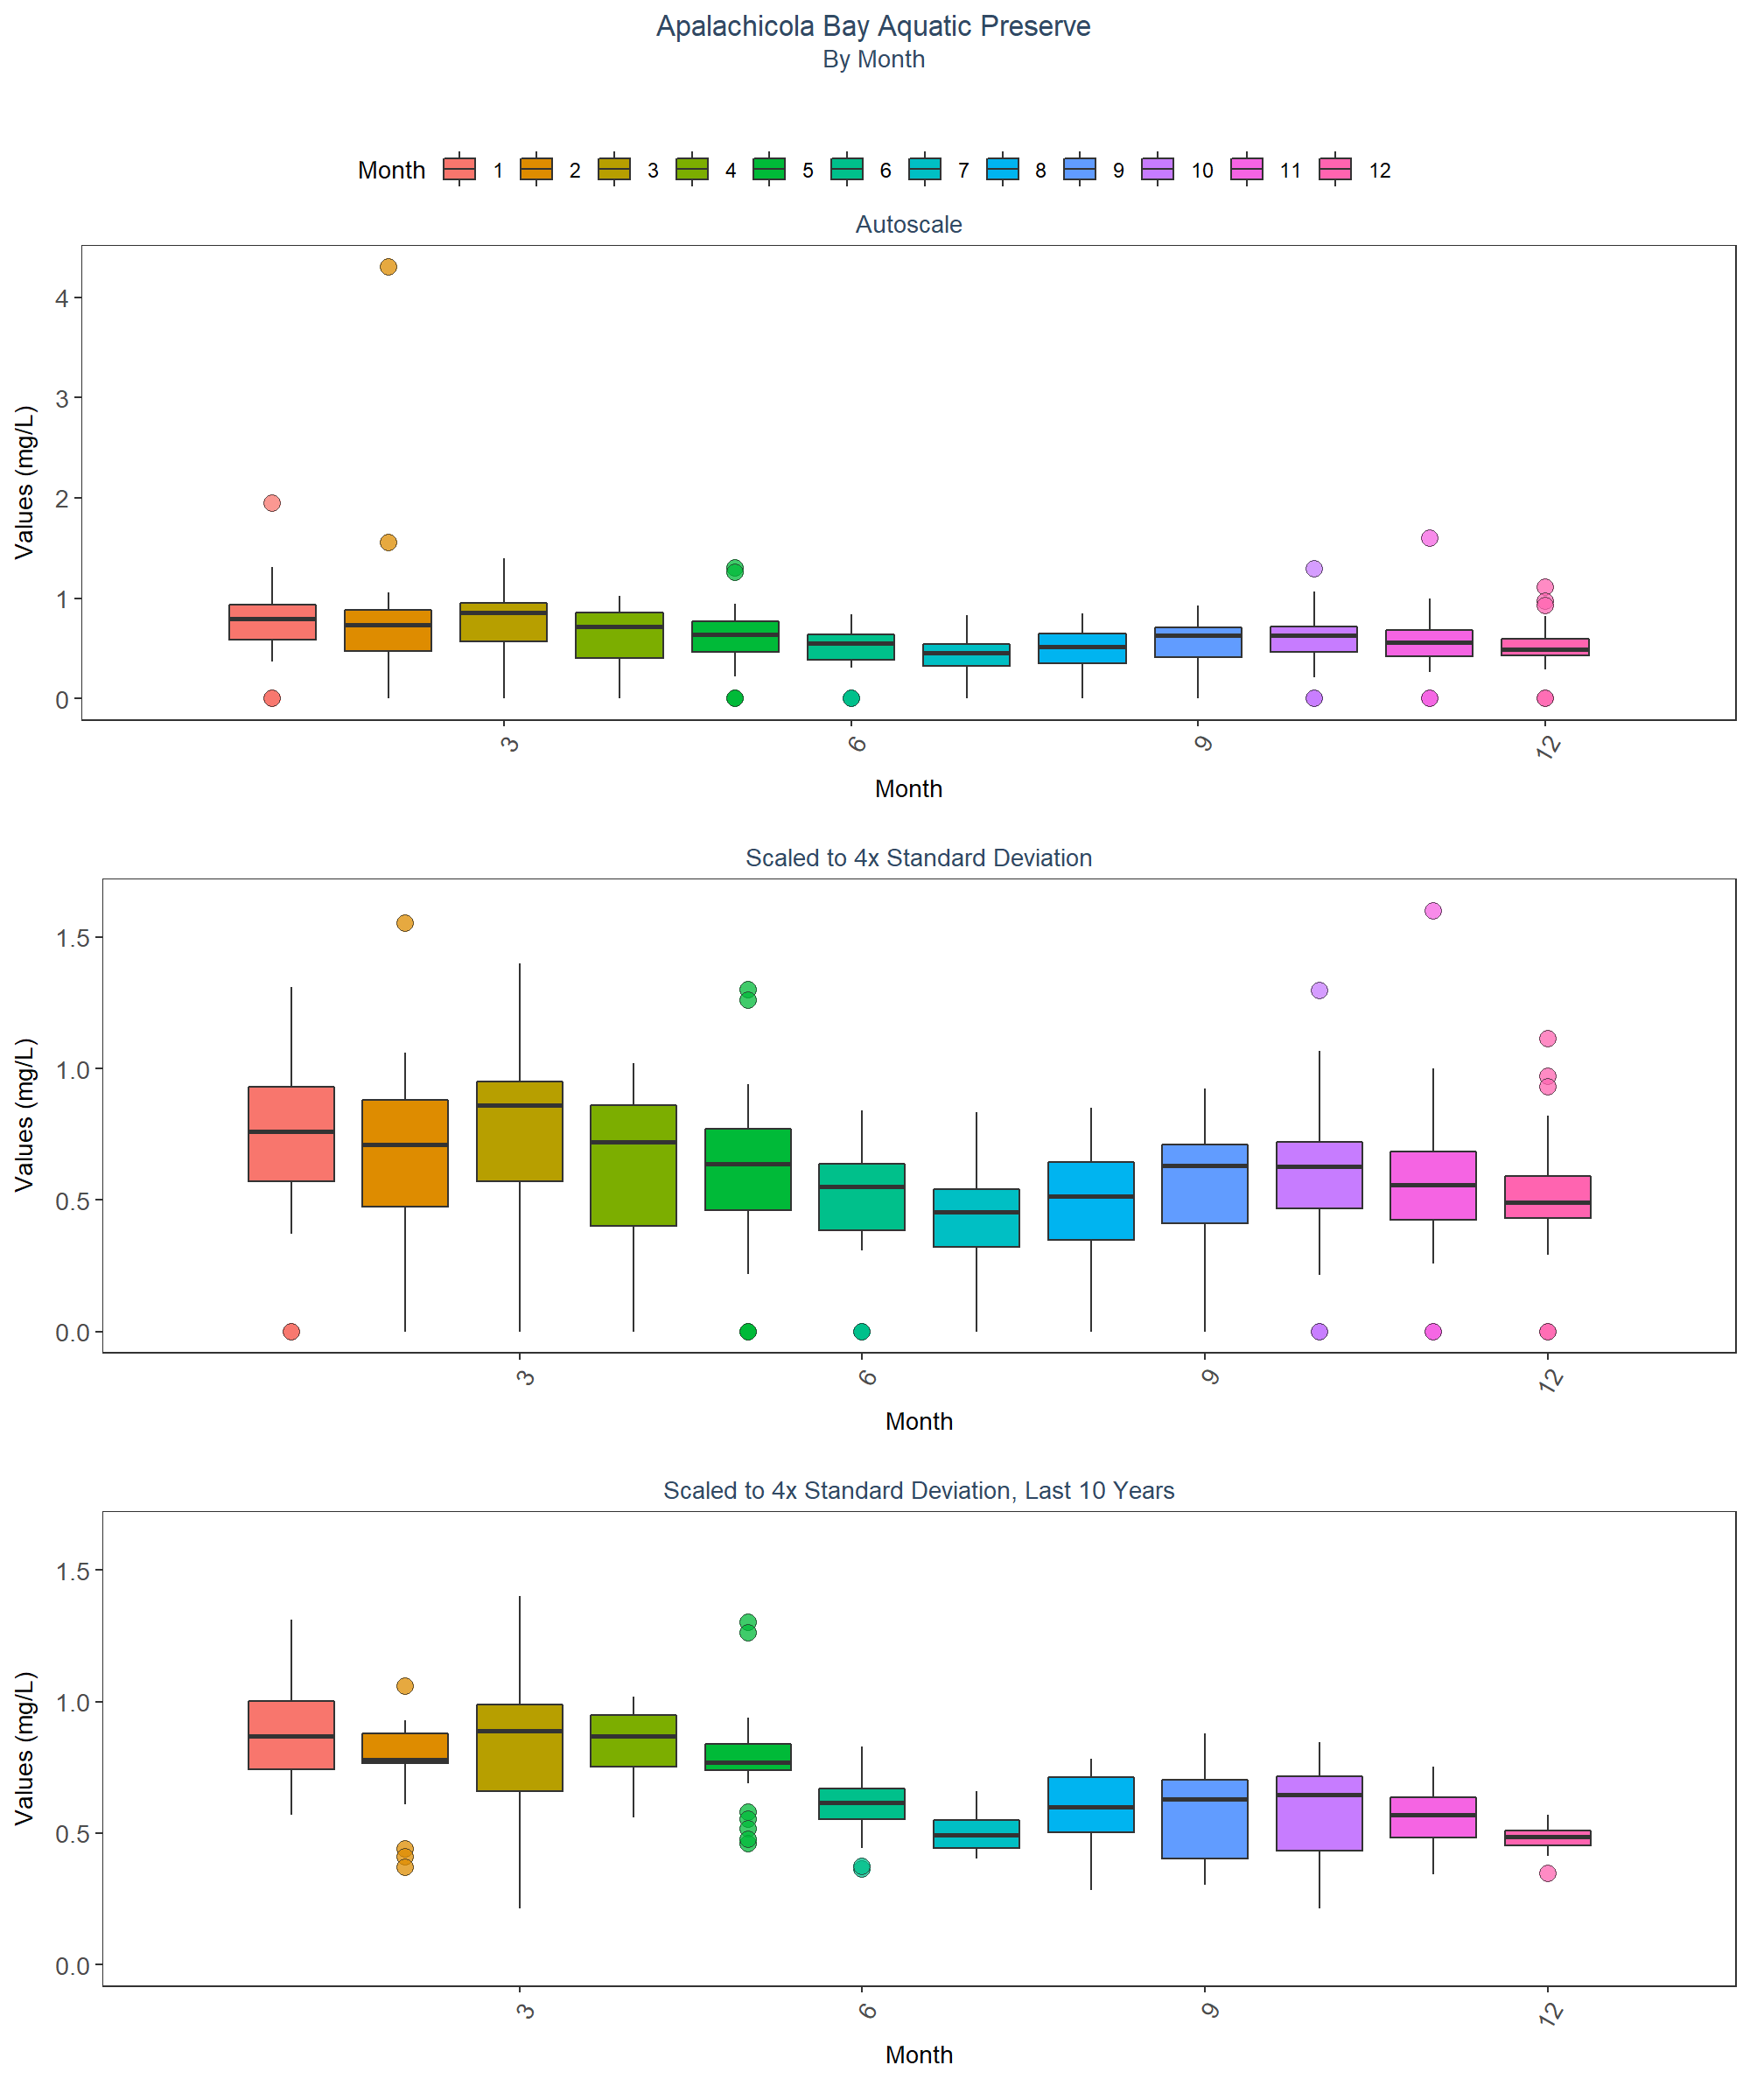 Apalachicola Bay Aquatic Preserve
By Month
Month 1 2 3 4 5 6 7 8 9 10 11 12
Autoscale
Values (mg/L)
4
3
2
1
0
3 6 9 12
Month
Scaled to 4x Standard Deviation
Values (mg/L)
1.5
1.0
0.5
0.0
3 6 9 12
Month
Scaled to 4x Standard Deviation, Last 10 Years
Values (mg/L)
1.5
1.0
0.5
0.0
3 6 9 12
Month